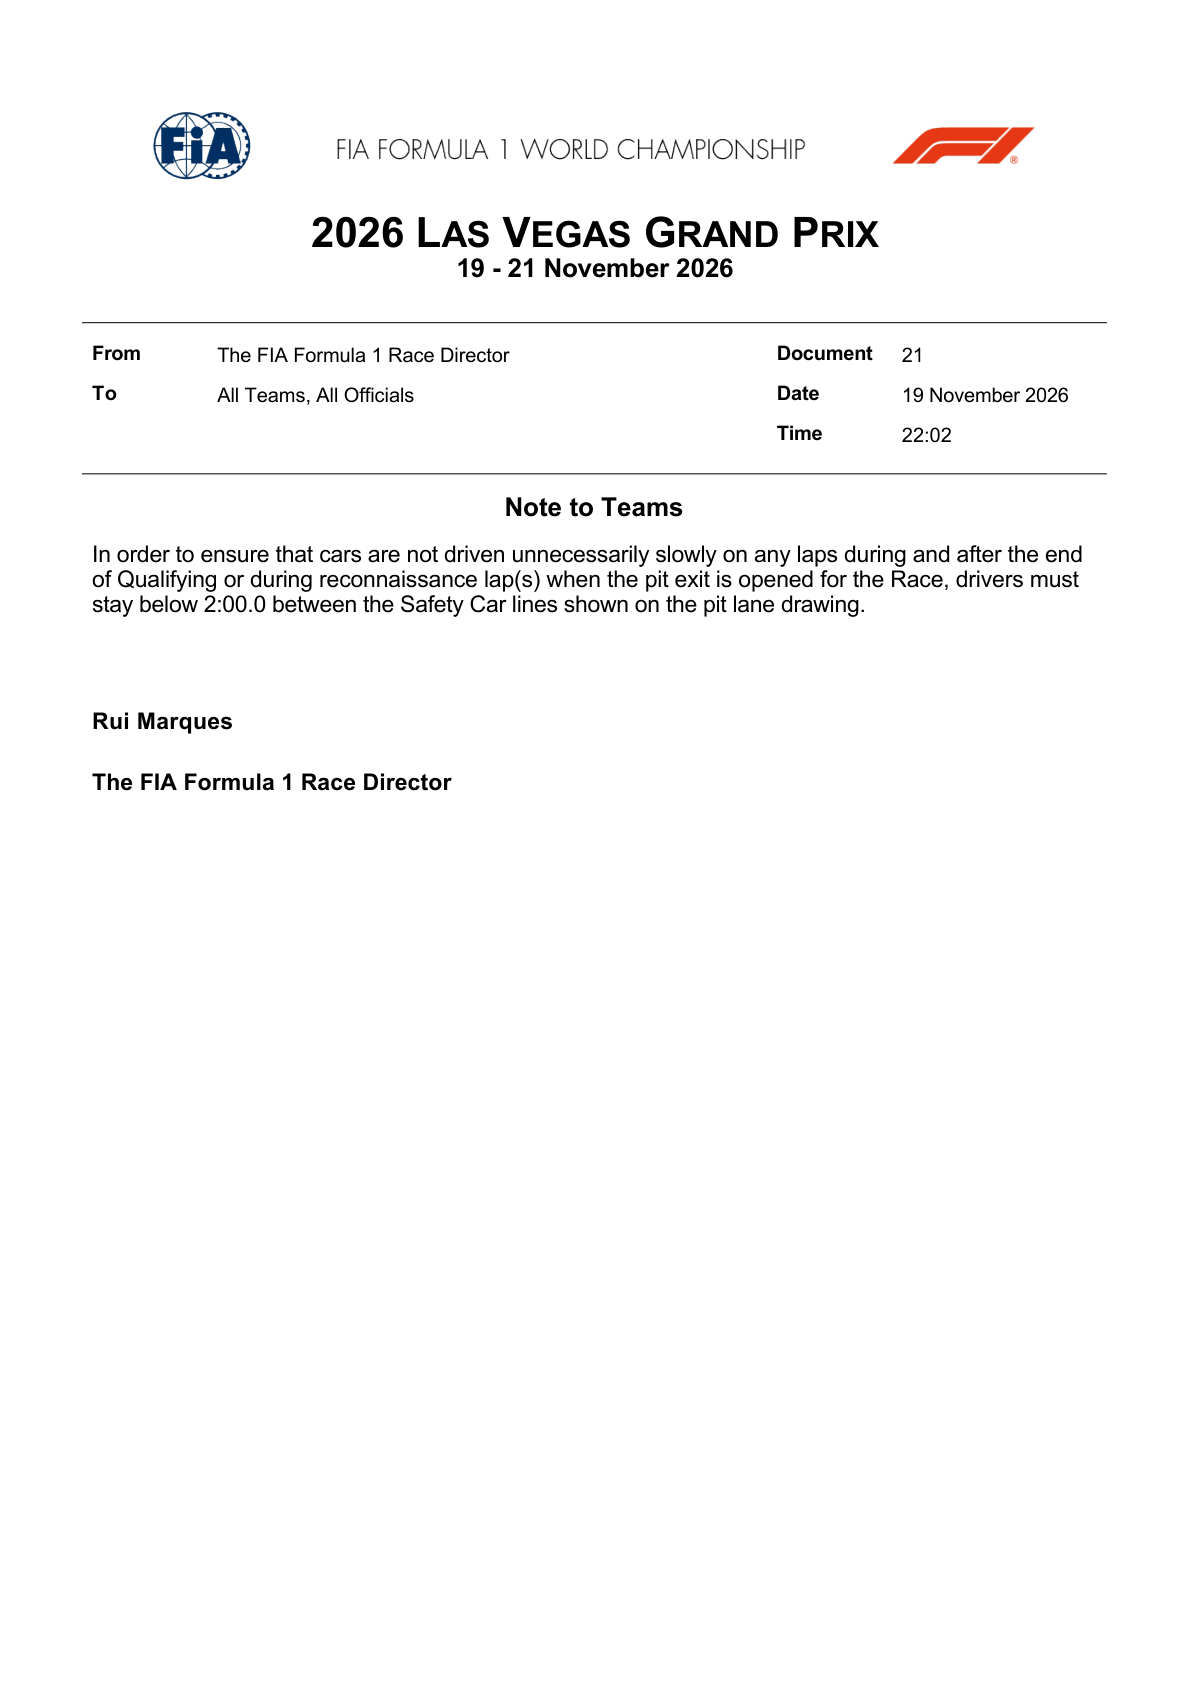 FIA
FIA FORMULA 1 WORLD CHAMPIONSHIP
F1
®
2026 LAS VEGAS GRAND PRIX
19 - 21 November 2026
From The FIA Formula 1 Race Director Document 21
To All Teams, All Officials Date 19 November 2026
Time 22:02
Note to Teams
In order to ensure that cars are not driven unnecessarily slowly on any laps during and after the end
of Qualifying or during reconnaissance lap(s) when the pit exit is opened for the Race, drivers must
stay below 2:00.0 between the Safety Car lines shown on the pit lane drawing.
Rui Marques
The FIA Formula 1 Race Director